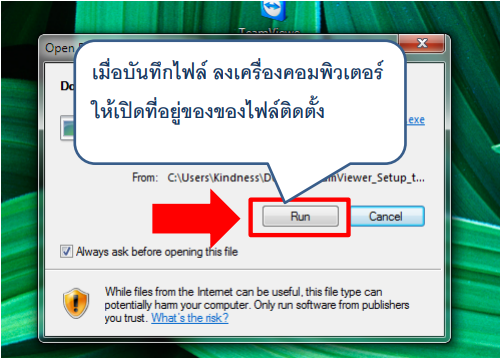 TeamViewe
Open
เมื่อบันทึกไฟล์ ลงเครื่องคอมพิวเตอร์
ให้เปิดที่อยู่ของของไฟล์ติดตั้ง
Do
exe
From: C:\Users\Kindness\D mViewer_Setup_t...
Run Cancel
Always ask before opening this file
While files from the Internet can be useful, this file type can
potentially harm your computer. Only run software from publishers
you trust. What's the risk?